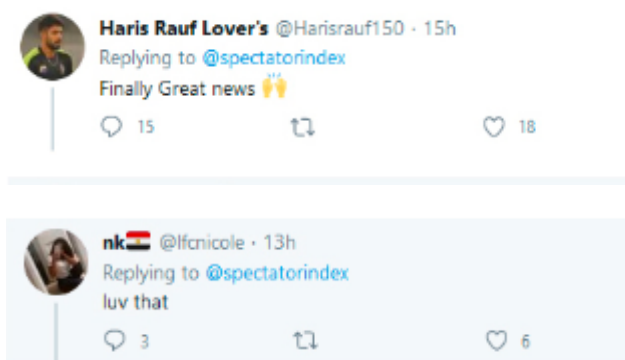 Haris Rauf Lover's @Harisrauf150 · 15h
Replying to @spectatorindex
Finally Great news 🙌
15 18
nk🇪🇬 @lfcnicole · 13h
Replying to @spectatorindex
luv that
3 6